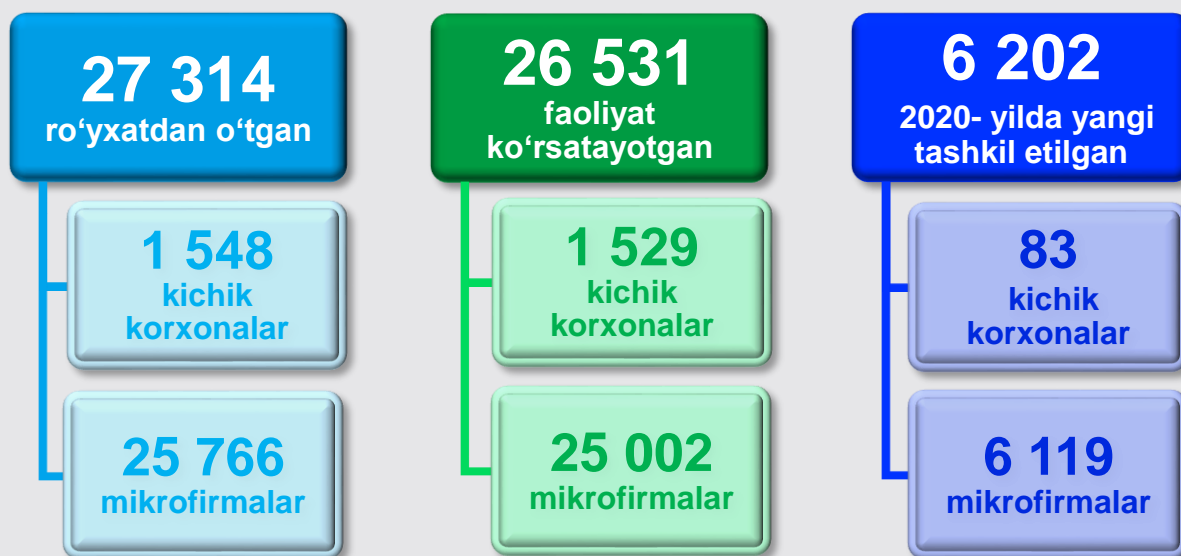 27 314
ro‘yxatdan o‘tgan
1 548
kichik
korxonalar
25 766
mikrofirmalar
26 531
faoliyat
ko‘rsatayotgan
1 529
kichik
korxonalar
25 002
mikrofirmalar
6 202
2020- yilda yangi
tashkil etilgan
83
kichik
korxonalar
6 119
mikrofirmalar